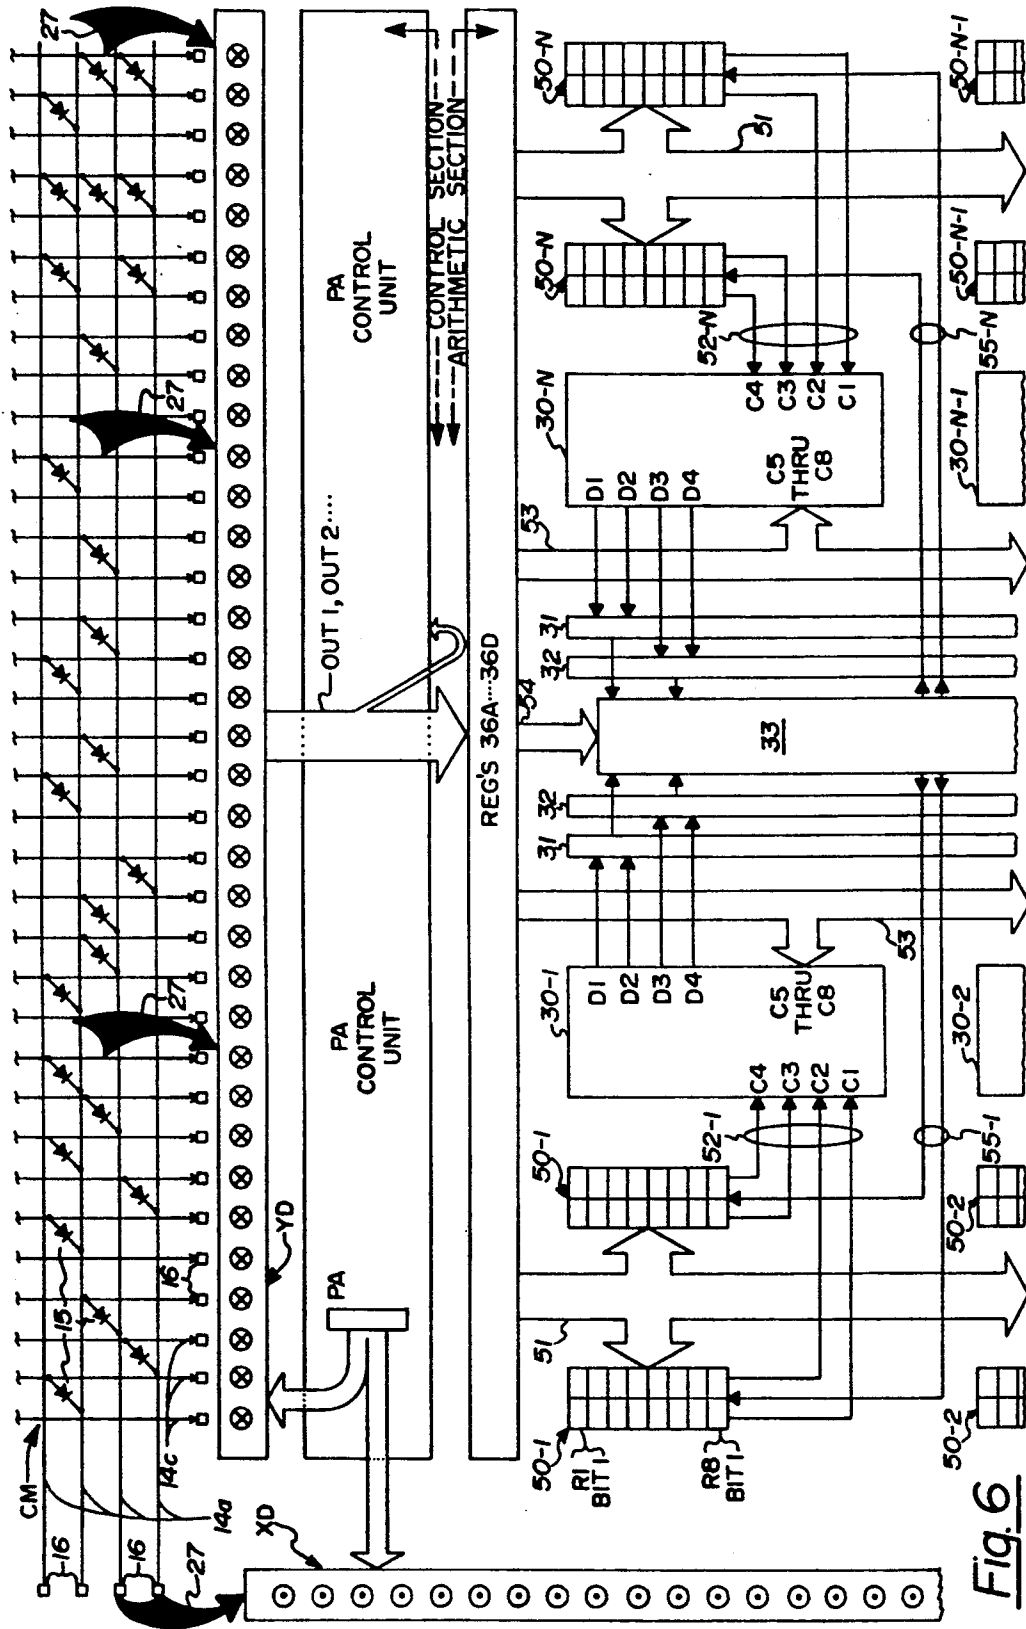 CM
15
16
27
27
27
16
16
27
14a
14c
16
XD
YD
PA
PA
CONTROL
UNIT
PA
CONTROL
UNIT
OUT 1, OUT 2.....
CONTROL SECTION
ARITHMETIC SECTION
REG'S 36A...36D
50-1
50-1
50-N
50-N
R1
BIT 1
R8
BIT 1
51
51
52-1
52-N
53
53
54
30-1
D1
D2
D3
D4
C5
THRU
C8
C4
C3
C2
C1
30-N
D1
D2
D3
D4
C5
THRU
C8
C4
C3
C2
C1
31
32
33
32
31
55-1
55-N
50-2
50-2
30-2
30-N-1
50-N-1
50-N-1
Fig. 6